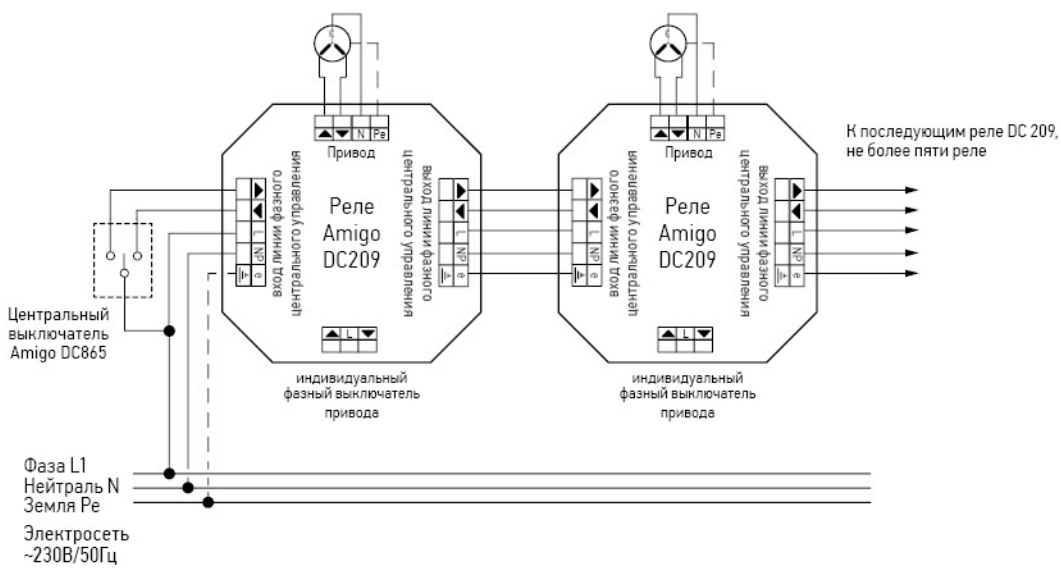 N
Pe
Привод
вход линии фазного
центрального управления
L
NP
e
Реле
Amigo
DC209
выход линии фазного
центрального управления
L
NP
e
L
индивидуальный
фазный выключатель
привода
N
Pe
Привод
вход линии фазного
центрального управления
L
NP
e
Реле
Amigo
DC209
выход линии фазного
центрального управления
L
NP
e
L
индивидуальный
фазный выключатель
привода
К последующим реле DC 209,
не более пяти реле
Центральный
выключатель
Amigo DC865
Фаза L1
Нейтраль N
Земля Pe
Электросеть
~230В/50Гц